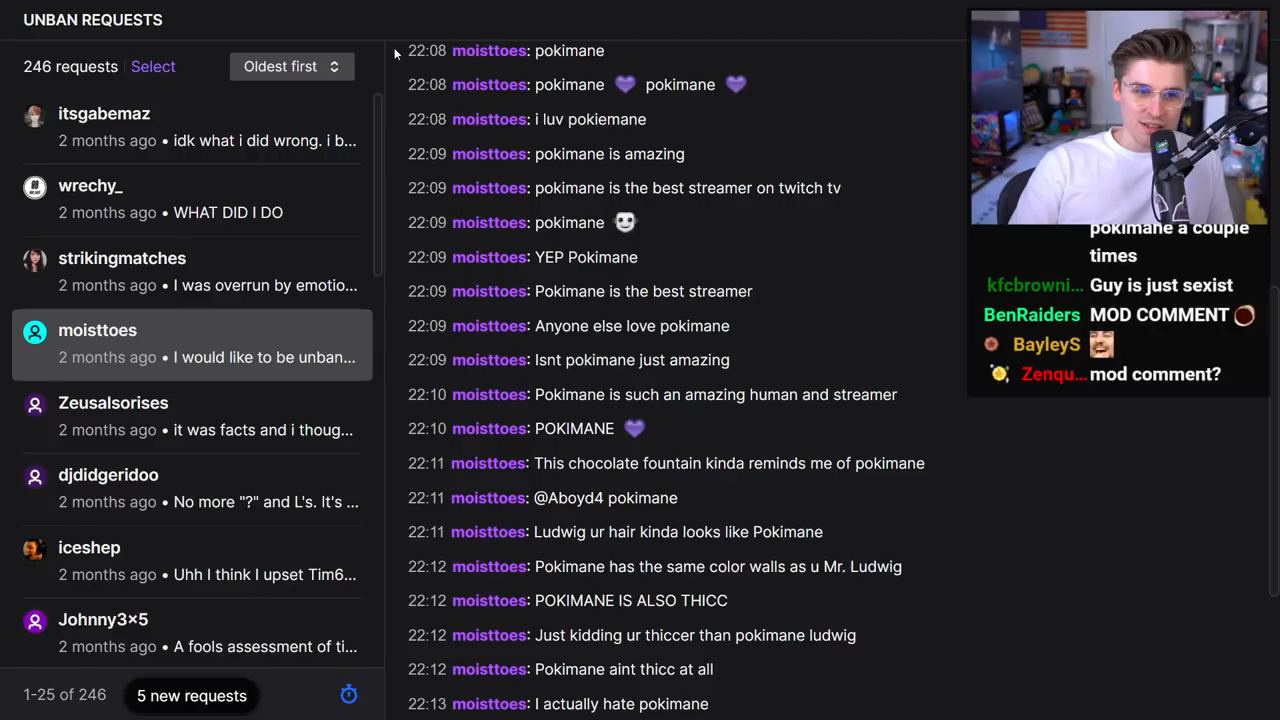 UNBAN REQUESTS
246 requests Select Oldest first
itsgabemaz
2 months ago • idk what i did wrong. i b...
wrechy_
2 months ago • WHAT DID I DO
strikingmatches
2 months ago • I was overrun by emotio...
moisttoes
2 months ago • I would like to be unban...
Zeusalsorises
2 months ago • it was facts and i thoug...
djdidgeridoo
2 months ago • No more "?" and L's. It's ...
iceshep
2 months ago • Uhh I think I upset Tim6...
Johnny3x5
2 months ago • A fools assessment of ti...
1-25 of 246 5 new requests
22:08 moisttoes: pokimane
22:08 moisttoes: pokimane 💜 pokimane 💜
22:08 moisttoes: i luv pokiemane
22:09 moisttoes: pokimane is amazing
22:09 moisttoes: pokimane is the best streamer on twitch tv
22:09 moisttoes: pokimane
22:09 moisttoes: YEP Pokimane
22:09 moisttoes: Pokimane is the best streamer
22:09 moisttoes: Anyone else love pokimane
22:09 moisttoes: Isnt pokimane just amazing
22:10 moisttoes: Pokimane is such an amazing human and streamer
22:10 moisttoes: POKIMANE 💜
22:11 moisttoes: This chocolate fountain kinda reminds me of pokimane
22:11 moisttoes: @Aboyd4 pokimane
22:11 moisttoes: Ludwig ur hair kinda looks like Pokimane
22:12 moisttoes: Pokimane has the same color walls as u Mr. Ludwig
22:12 moisttoes: POKIMANE IS ALSO THICC
22:12 moisttoes: Just kidding ur thiccer than pokimane ludwig
22:12 moisttoes: Pokimane aint thicc at all
22:13 moisttoes: I actually hate pokimane
pokimane a couple
times
kfcbrowni... Guy is just sexist
BenRaiders MOD COMMENT
BayleyS
Zenqu... mod comment?